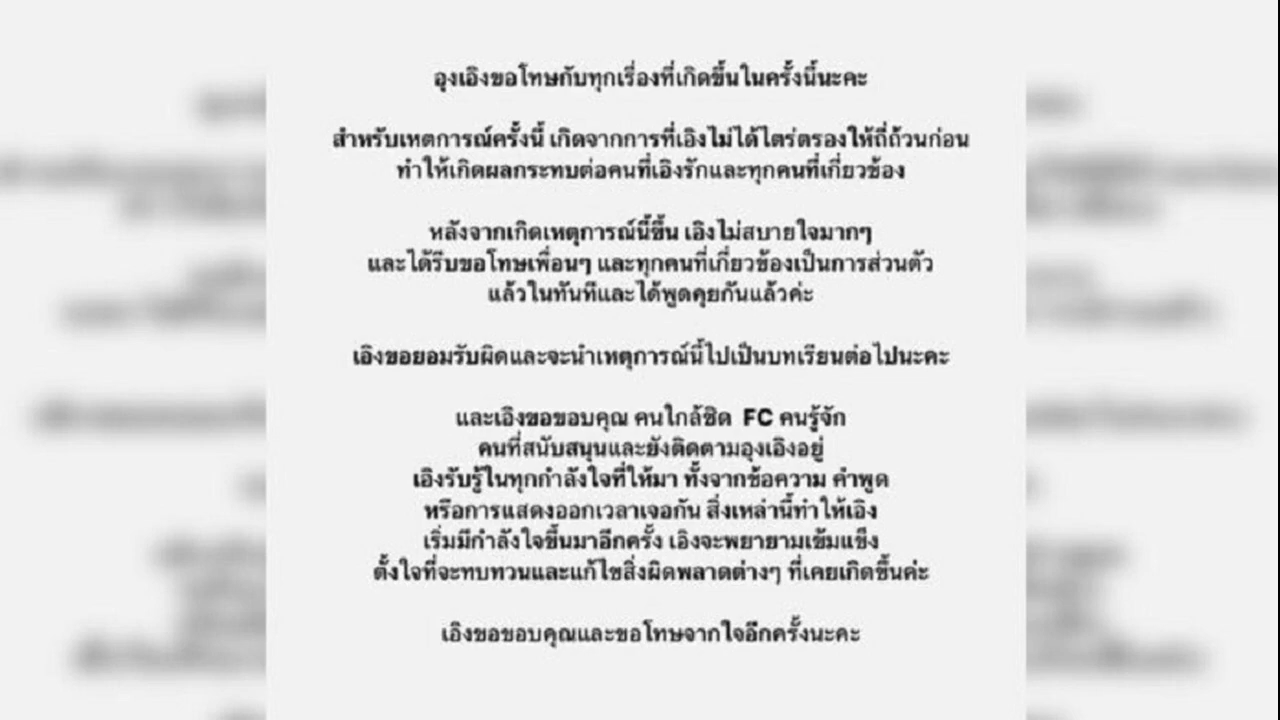 อุงเอิงขอโทษกับทุกเรื่องที่เกิดขึ้นในครั้งนี้นะคะ
สำหรับเหตุการณ์ครั้งนี้ เกิดจากการที่เอิงไม่ได้ไตร่ตรองให้ถี่ถ้วนก่อน
ทำให้เกิดผลกระทบต่อคนที่เอิงรักและทุกคนที่เกี่ยวข้อง
หลังจากเกิดเหตุการณ์นี้ขึ้น เอิงไม่สบายใจมากๆ
และได้รีบขอโทษเพื่อนๆ และทุกคนที่เกี่ยวข้องเป็นการส่วนตัว
แล้วในทันทีและได้พูดคุยกันแล้วค่ะ
เอิงขอยอมรับผิดและจะนำเหตุการณ์นี้ไปเป็นบทเรียนต่อไปนะคะ
และเอิงขอขอบคุณ คนใกล้ชิด FC คนรู้จัก
คนที่สนับสนุนและยังติดตามอุงเอิงอยู่
เอิงรับรู้ในทุกกำลังใจที่ให้มา ทั้งจากข้อความ คำพูด
หรือการแสดงออกเวลาเจอกัน สิ่งเหล่านี้ทำให้เอิง
เริ่มมีกำลังใจขึ้นมาอีกครั้ง เอิงจะพยายามเข้มแข็ง
ตั้งใจที่จะทบทวนและแก้ไขสิ่งผิดพลาดต่างๆ ที่เคยเกิดขึ้นค่ะ
เอิงขอขอบคุณและขอโทษจากใจอีกครั้งนะคะ